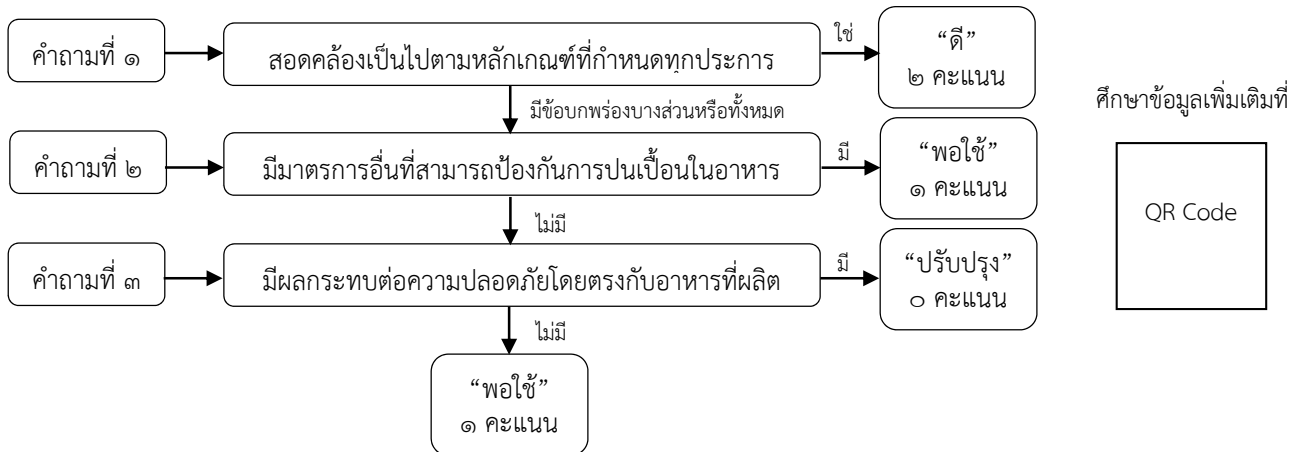 คำถามที่ ๑
สอดคล้องเป็นไปตามหลักเกณฑ์ที่กำหนดทุกประการ
ใช่
“ดี”
๒ คะแนน
มีข้อบกพร่องบางส่วนหรือทั้งหมด
ศึกษาข้อมูลเพิ่มเติมที่
คำถามที่ ๒
มีมาตรการอื่นที่สามารถป้องกันการปนเปื้อนในอาหาร
มี
“พอใช้”
๑ คะแนน
QR Code
ไม่มี
คำถามที่ ๓
มีผลกระทบต่อความปลอดภัยโดยตรงกับอาหารที่ผลิต
มี
“ปรับปรุง”
๐ คะแนน
ไม่มี
“พอใช้”
๑ คะแนน